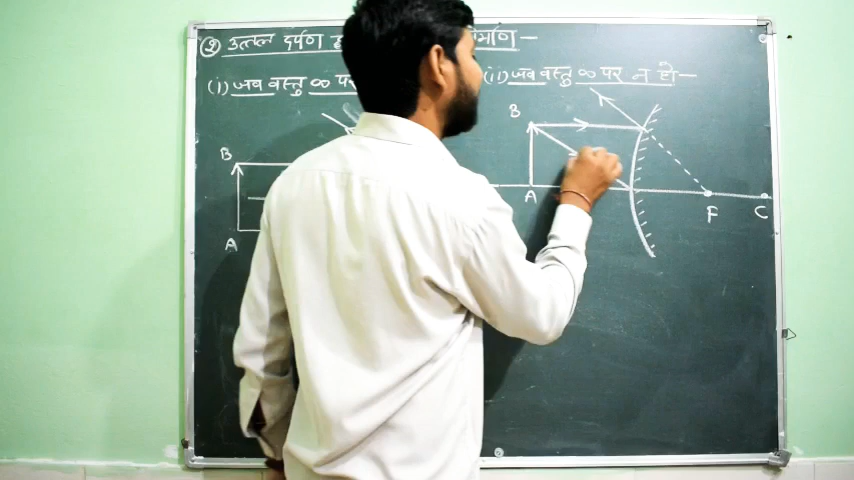 ② उत्तल दर्पण
(i) जब वस्तु ∞ पर
(ii) जब वस्तु ∞ पर न हो—
B
A
B
A
F
C